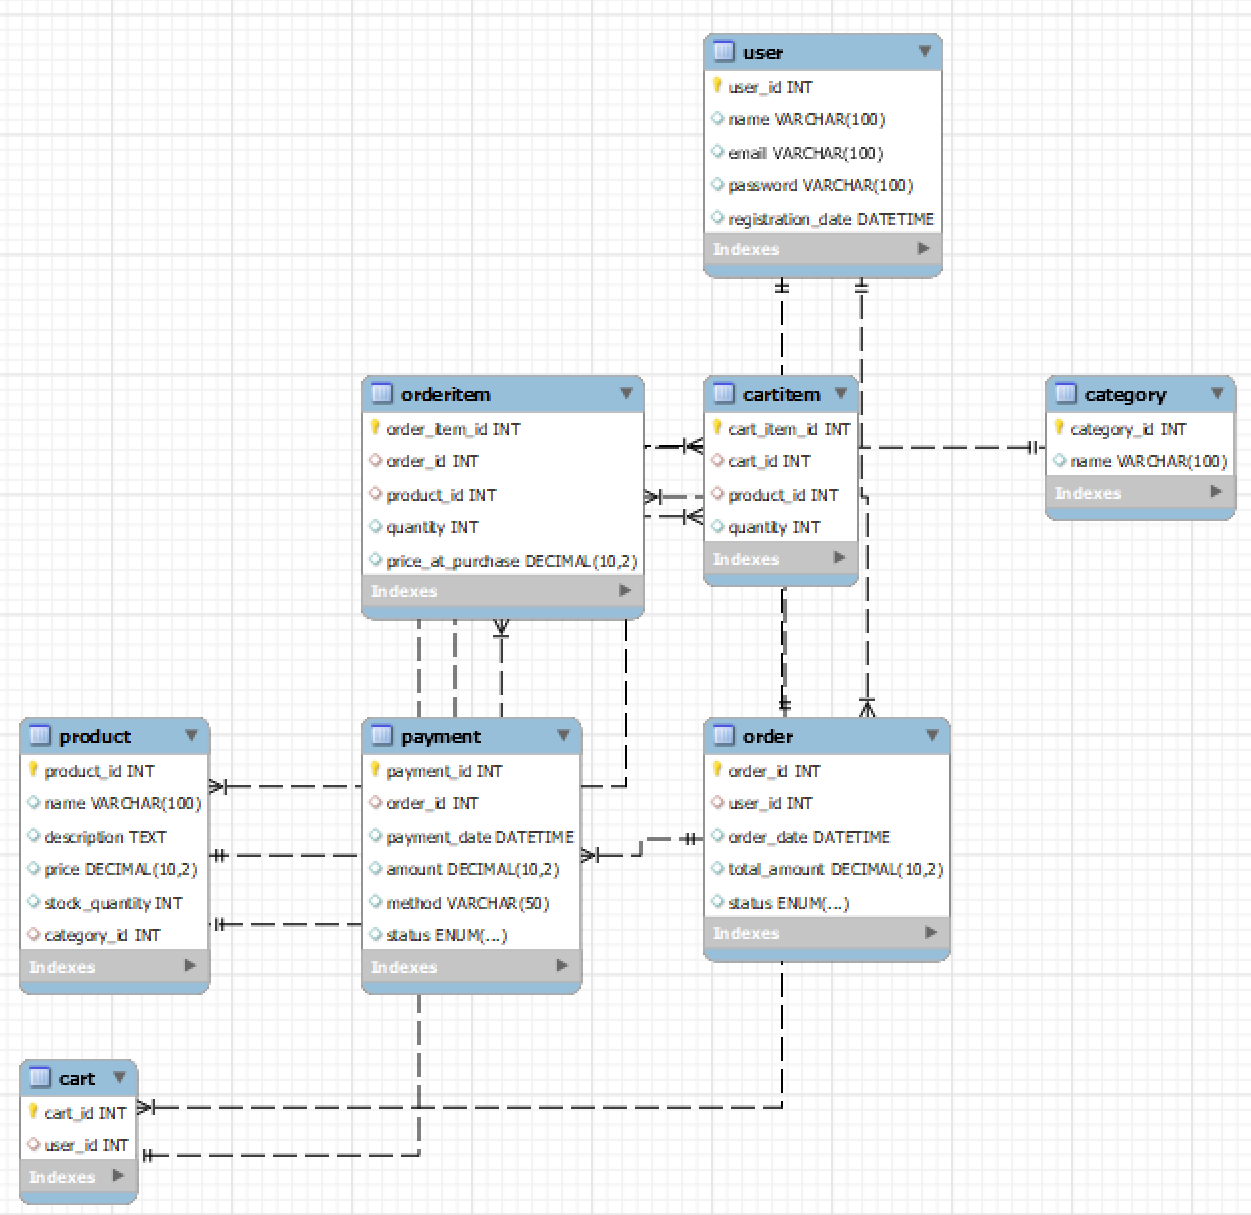 user
user_id INT
name VARCHAR(100)
email VARCHAR(100)
password VARCHAR(100)
registration_date DATETIME
Indexes
orderitem
order_item_id INT
order_id INT
product_id INT
quantity INT
price_at_purchase DECIMAL(10,2)
Indexes
cartitem
cart_item_id INT
cart_id INT
product_id INT
quantity INT
Indexes
category
category_id INT
name VARCHAR(100)
Indexes
product
product_id INT
name VARCHAR(100)
description TEXT
price DECIMAL(10,2)
stock_quantity INT
category_id INT
Indexes
payment
payment_id INT
order_id INT
payment_date DATETIME
amount DECIMAL(10,2)
method VARCHAR(50)
status ENUM(...)
Indexes
order
order_id INT
user_id INT
order_date DATETIME
total_amount DECIMAL(10,2)
status ENUM(...)
Indexes
cart
cart_id INT
user_id INT
Indexes